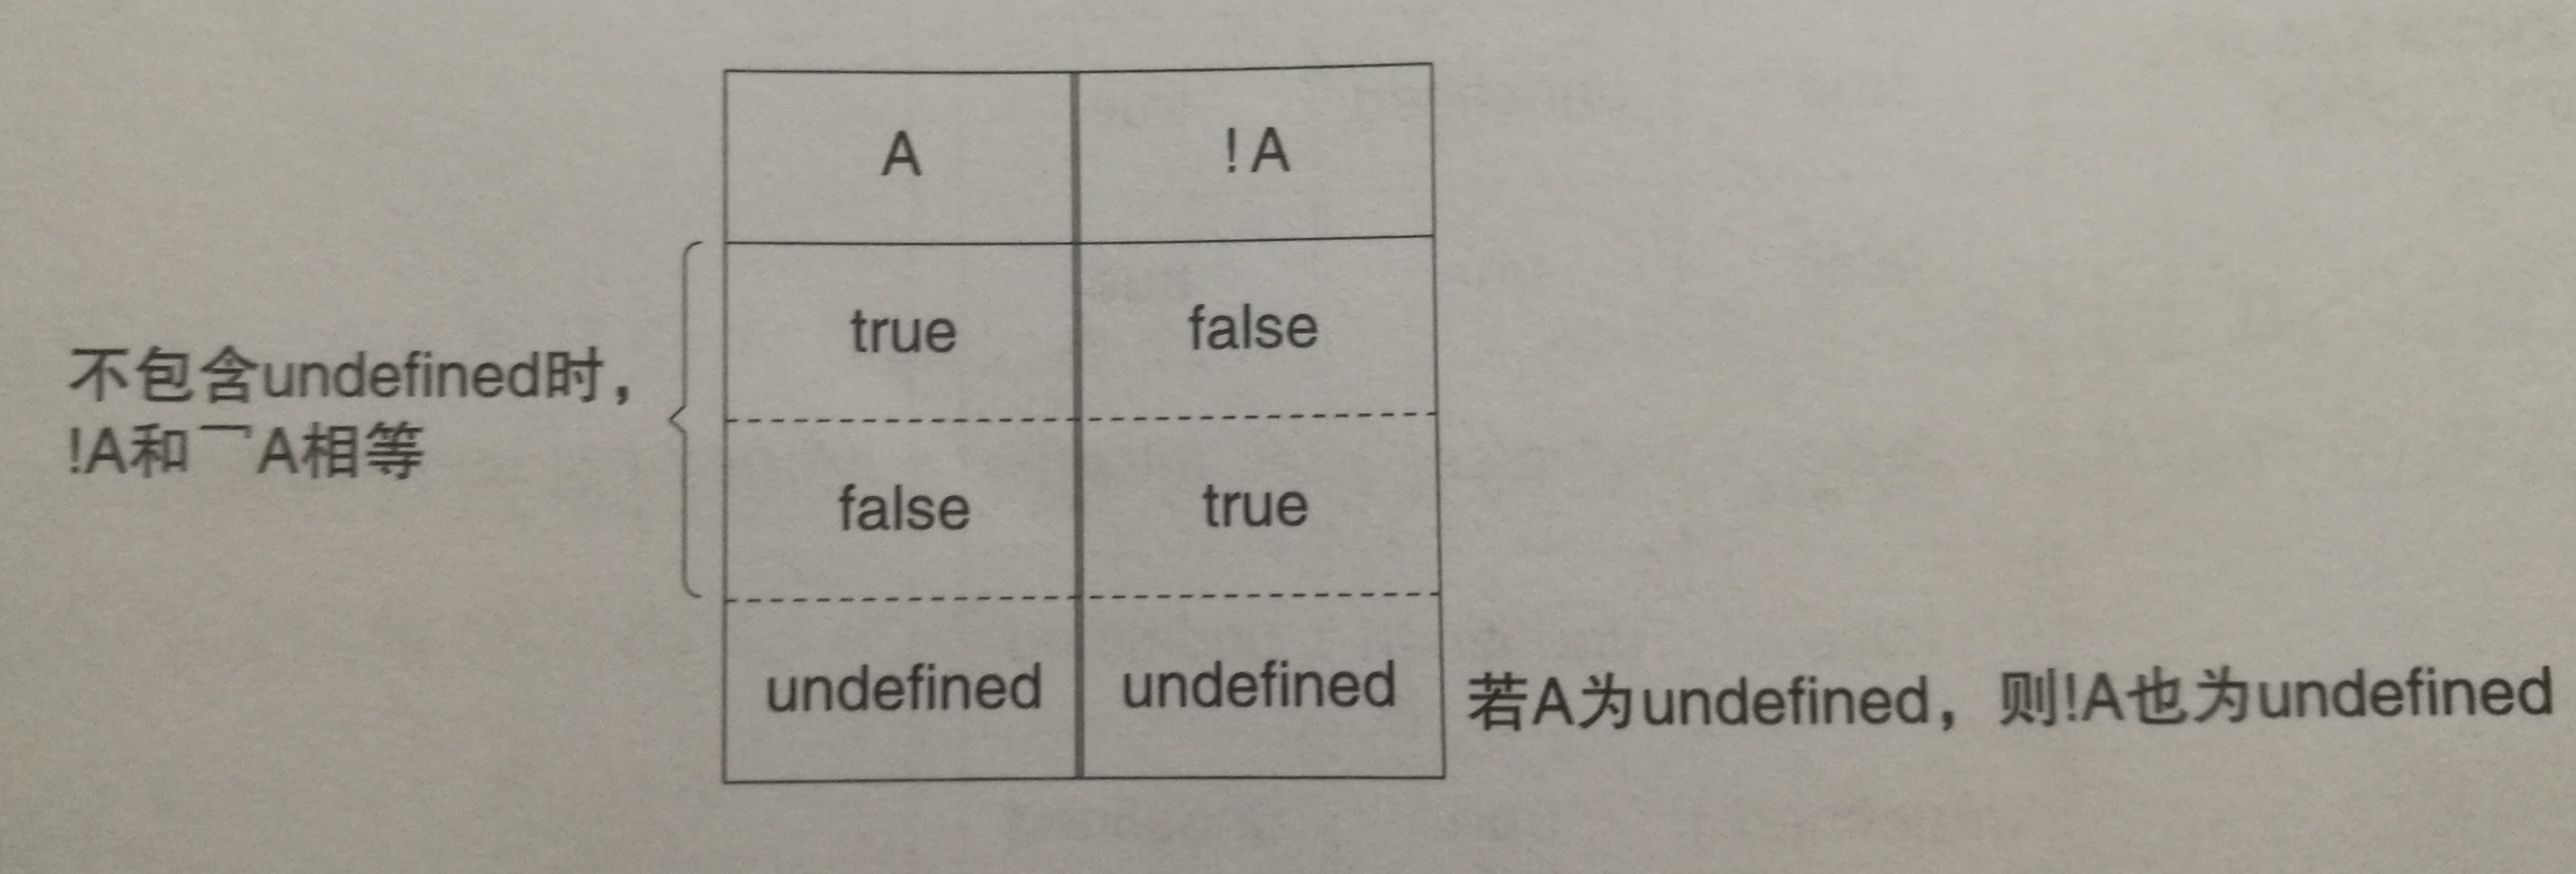 A !A
true false
不包含undefined时，
!A和￢A相等
false true
undefined undefined 若A为undefined，则!A也为undefined